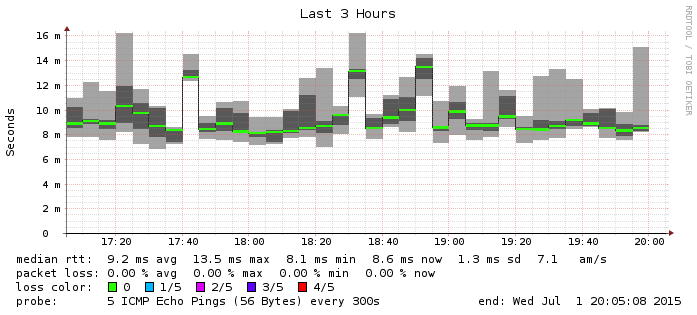 Last 3 Hours
RRDTOOL / TOBI OETIKER
Seconds
16 m
14 m
12 m
10 m
8 m
6 m
4 m
2 m
0
17:20 17:40 18:00 18:20 18:40 19:00 19:20 19:40 20:00
median rtt: 9.2 ms avg 13.5 ms max 8.1 ms min 8.6 ms now 1.3 ms sd 7.1 am/s
packet loss: 0.00 % avg 0.00 % max 0.00 % min 0.00 % now
loss color: 0 1/5 2/5 3/5 4/5
probe: 5 ICMP Echo Pings (56 Bytes) every 300s end: Wed Jul 1 20:05:08 2015